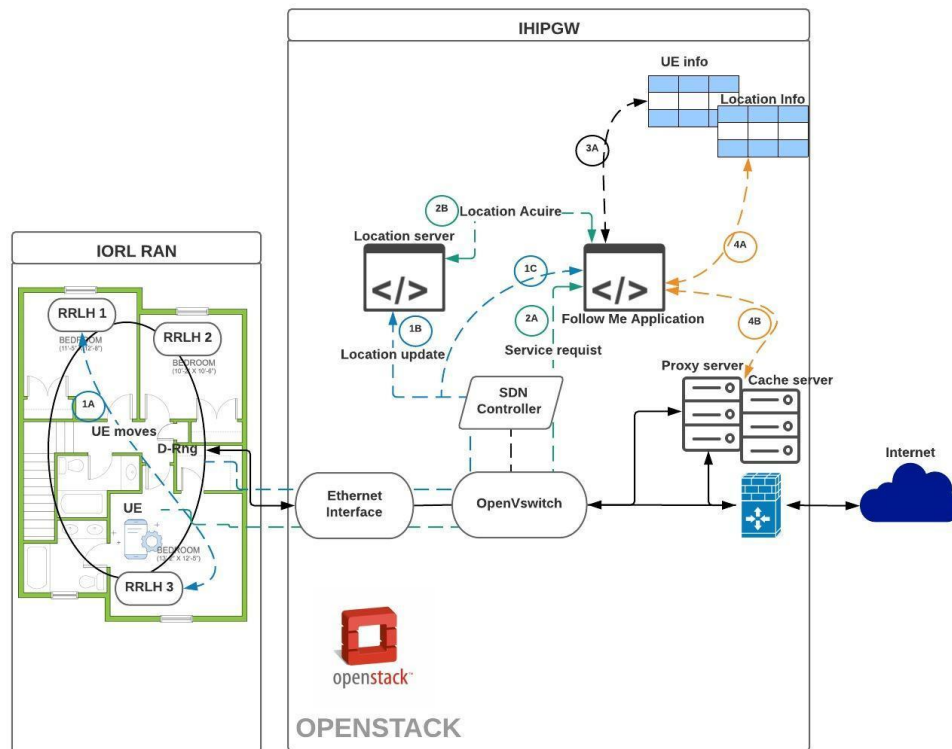 IHIPGW
UE info
Location Info
3A
2B
Location Acuire
Location server
4A
IORL RAN
1C
RRLH 1
RRLH 2
1B
2A
Follow Me Application
4B
BEDROOM
BEDROOM
Location update
Service requist
Proxy server
Cache server
1A
SDN
Controller
UE moves
D-Rng
Internet
Ethernet
Interface
OpenVswitch
UE
BEDROOM
RRLH 3
openstack
OPENSTACK